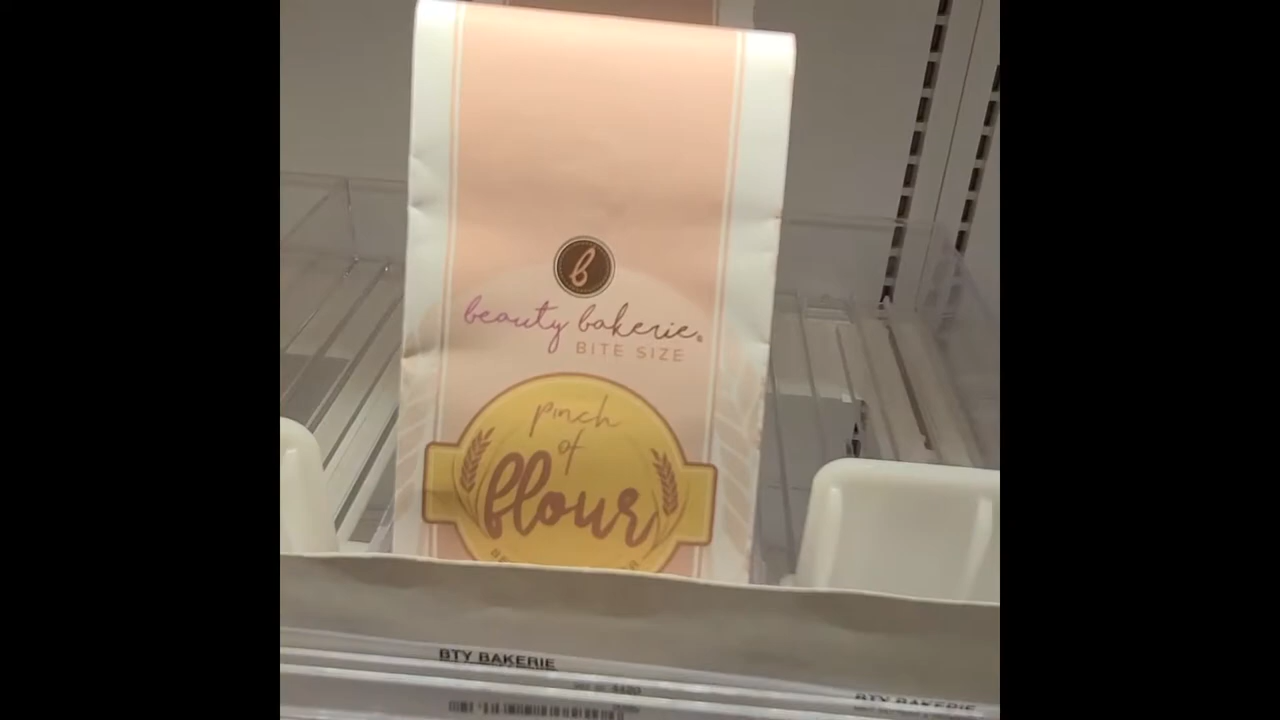 b
beauty bakerie®
BITE SIZE
pinch
of
flour
BTY BAKERIE
BTY BAKERIE